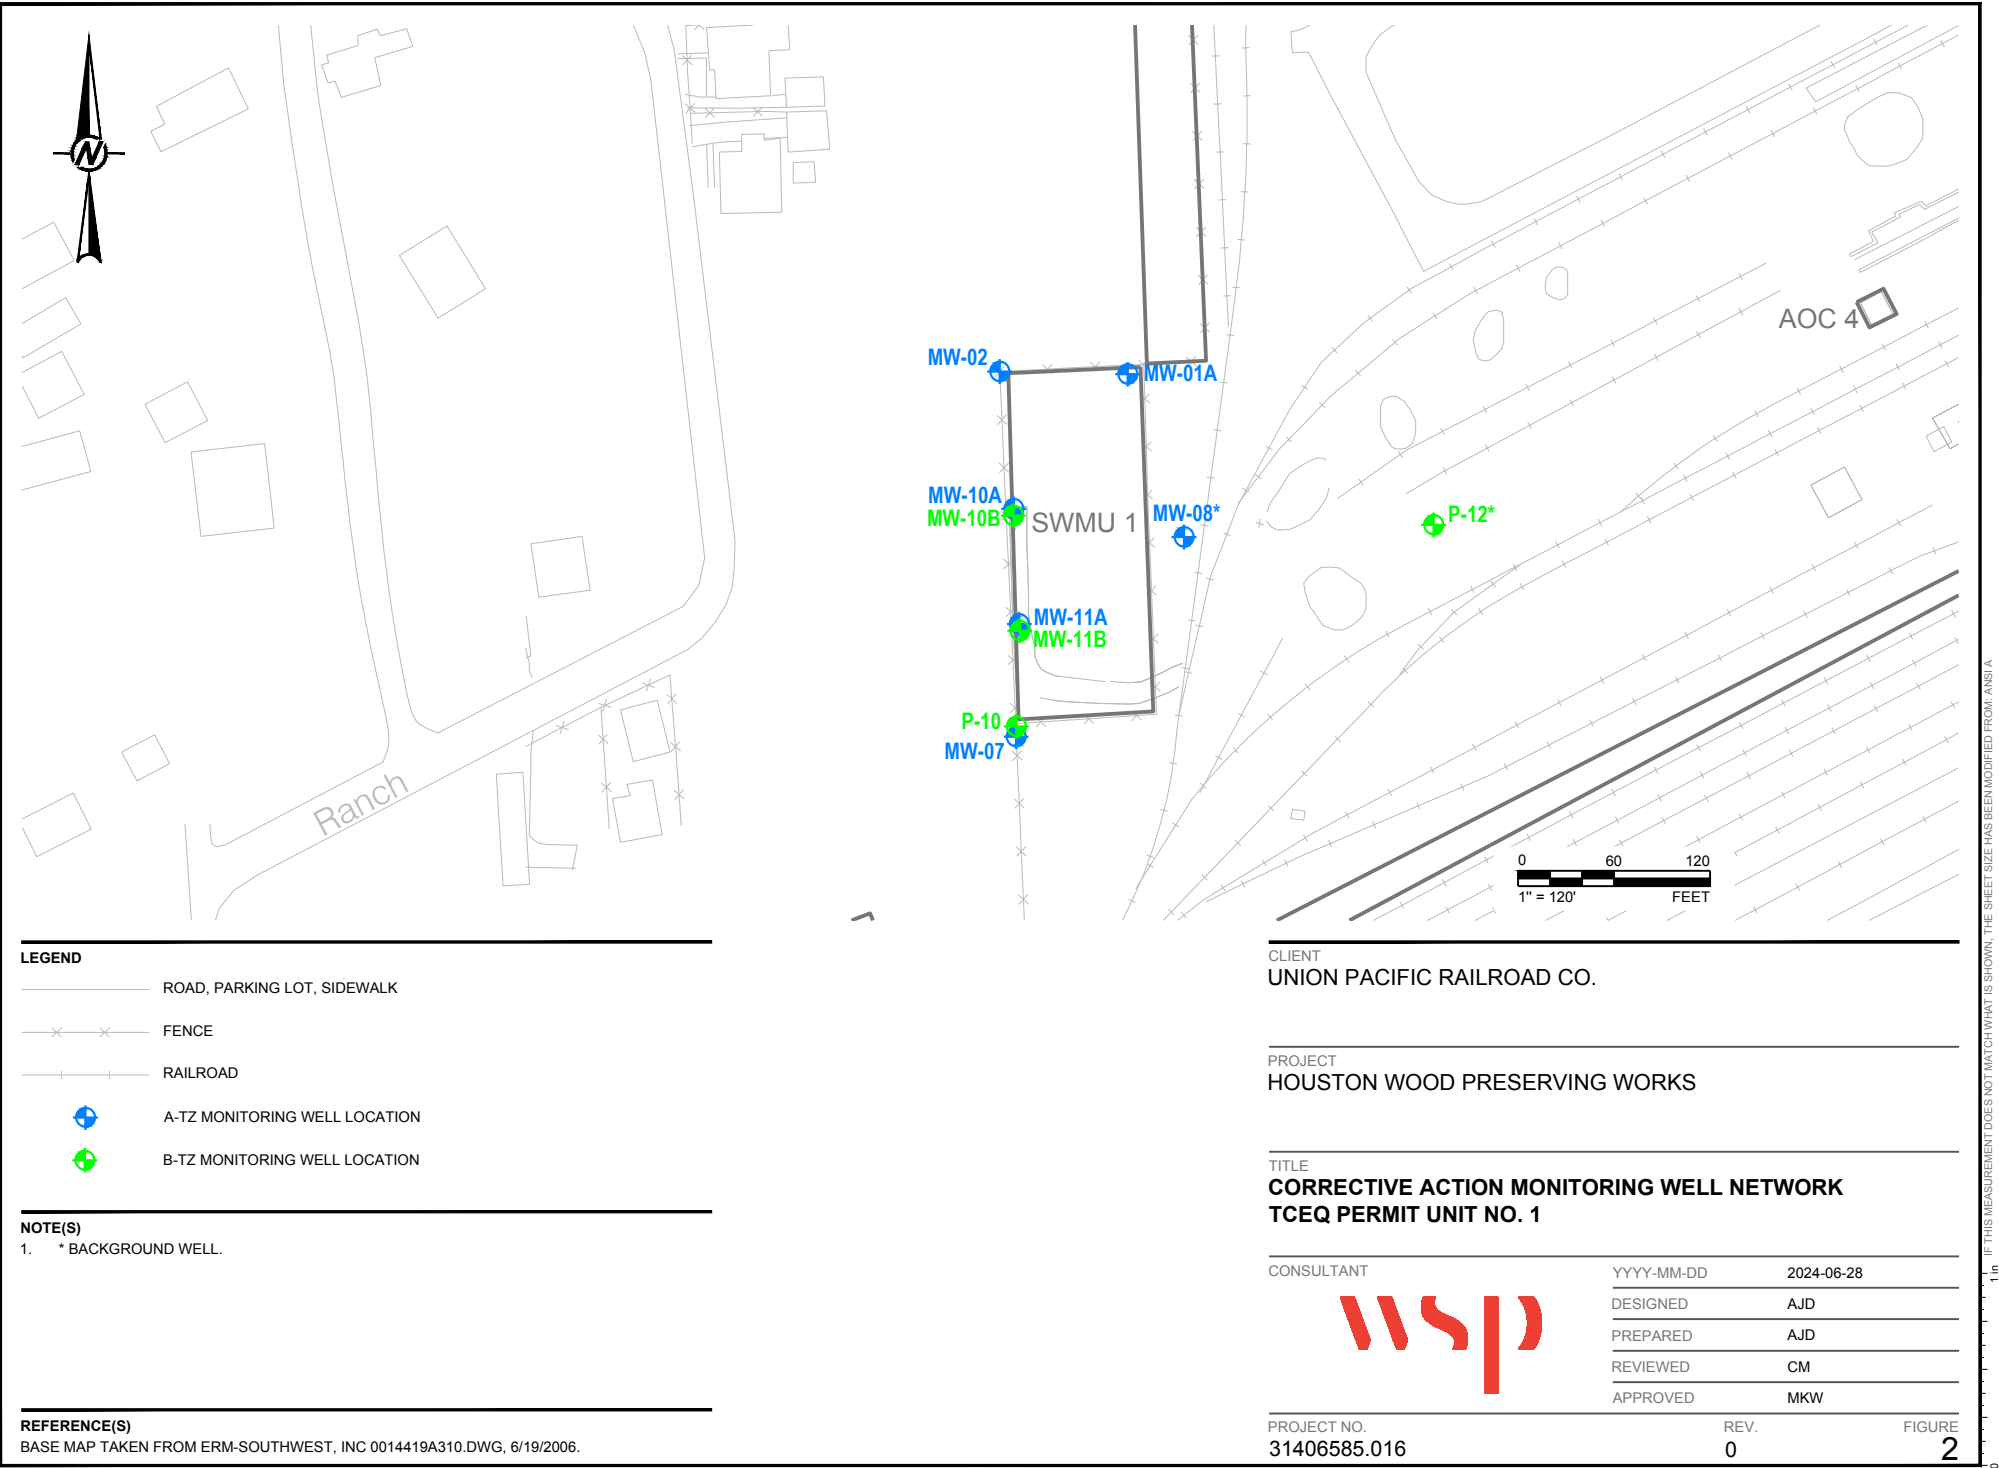 N
AOC 4
MW-02
MW-01A
MW-10A
MW-10B
SWMU 1
MW-08*
P-12*
MW-11A
MW-11B
P-10
MW-07
Ranch
0 60 120
1" = 120' FEET
LEGEND
ROAD, PARKING LOT, SIDEWALK
FENCE
RAILROAD
A-TZ MONITORING WELL LOCATION
B-TZ MONITORING WELL LOCATION
NOTE(S)
1. * BACKGROUND WELL.
REFERENCE(S)
BASE MAP TAKEN FROM ERM-SOUTHWEST, INC 0014419A310.DWG, 6/19/2006.
CLIENT
UNION PACIFIC RAILROAD CO.
PROJECT
HOUSTON WOOD PRESERVING WORKS
TITLE
CORRECTIVE ACTION MONITORING WELL NETWORK
TCEQ PERMIT UNIT NO. 1
CONSULTANT
wsp
YYYY-MM-DD 2024-06-28
DESIGNED AJD
PREPARED AJD
REVIEWED CM
APPROVED MKW
PROJECT NO. REV. FIGURE
31406585.016 0 2
IF THIS MEASUREMENT DOES NOT MATCH WHAT IS SHOWN, THE SHEET SIZE HAS BEEN MODIFIED FROM: ANSI A
1 in
0